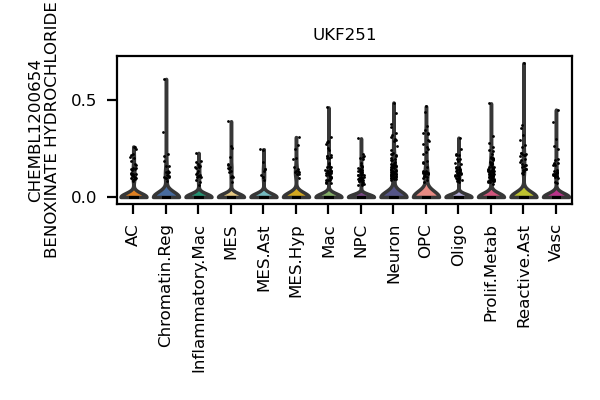 UKF251
CHEMBL1200654
BENOXINATE HYDROCHLORIDE
0.5
0.0
AC
Chromatin.Reg
Inflammatory.Mac
MES
MES.Ast
MES.Hyp
Mac
NPC
Neuron
OPC
Oligo
Prolif.Metab
Reactive.Ast
Vasc